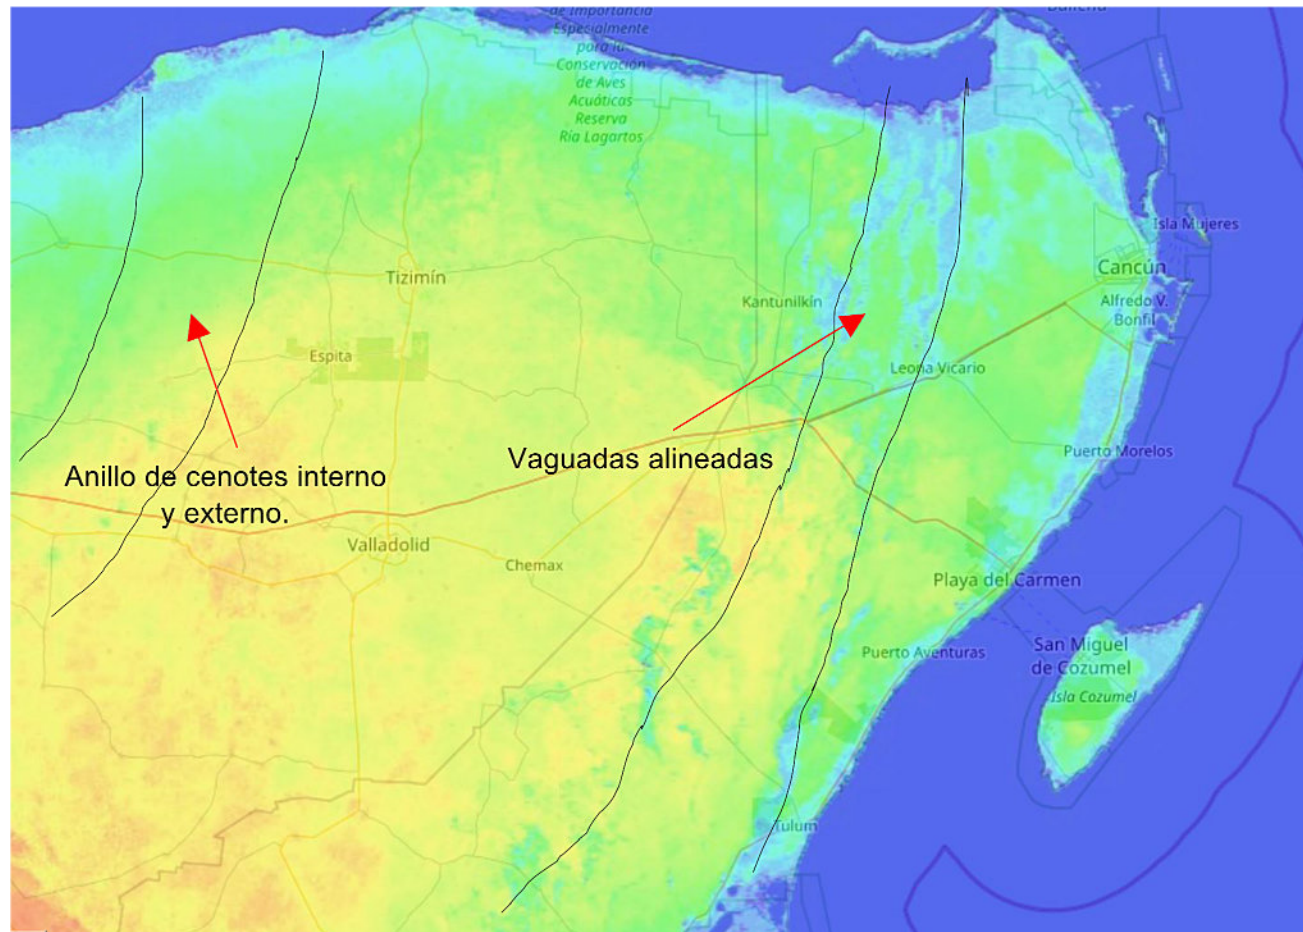 de Importancia
Especialmente
para la
Conservación
de Aves
Acuáticas
Reserva
Ría Lagartos
Isla Mujeres
Cancún
Alfredo V.
Bonfil
Tizimín
Kantunilkín
Espita
Leona Vicario
Anillo de cenotes interno
y externo.
Vaguadas alineadas
Puerto Morelos
Valladolid
Chemax
Playa del Carmen
Puerto Aventuras
San Miguel
de Cozumel
Isla Cozumel
Tulum